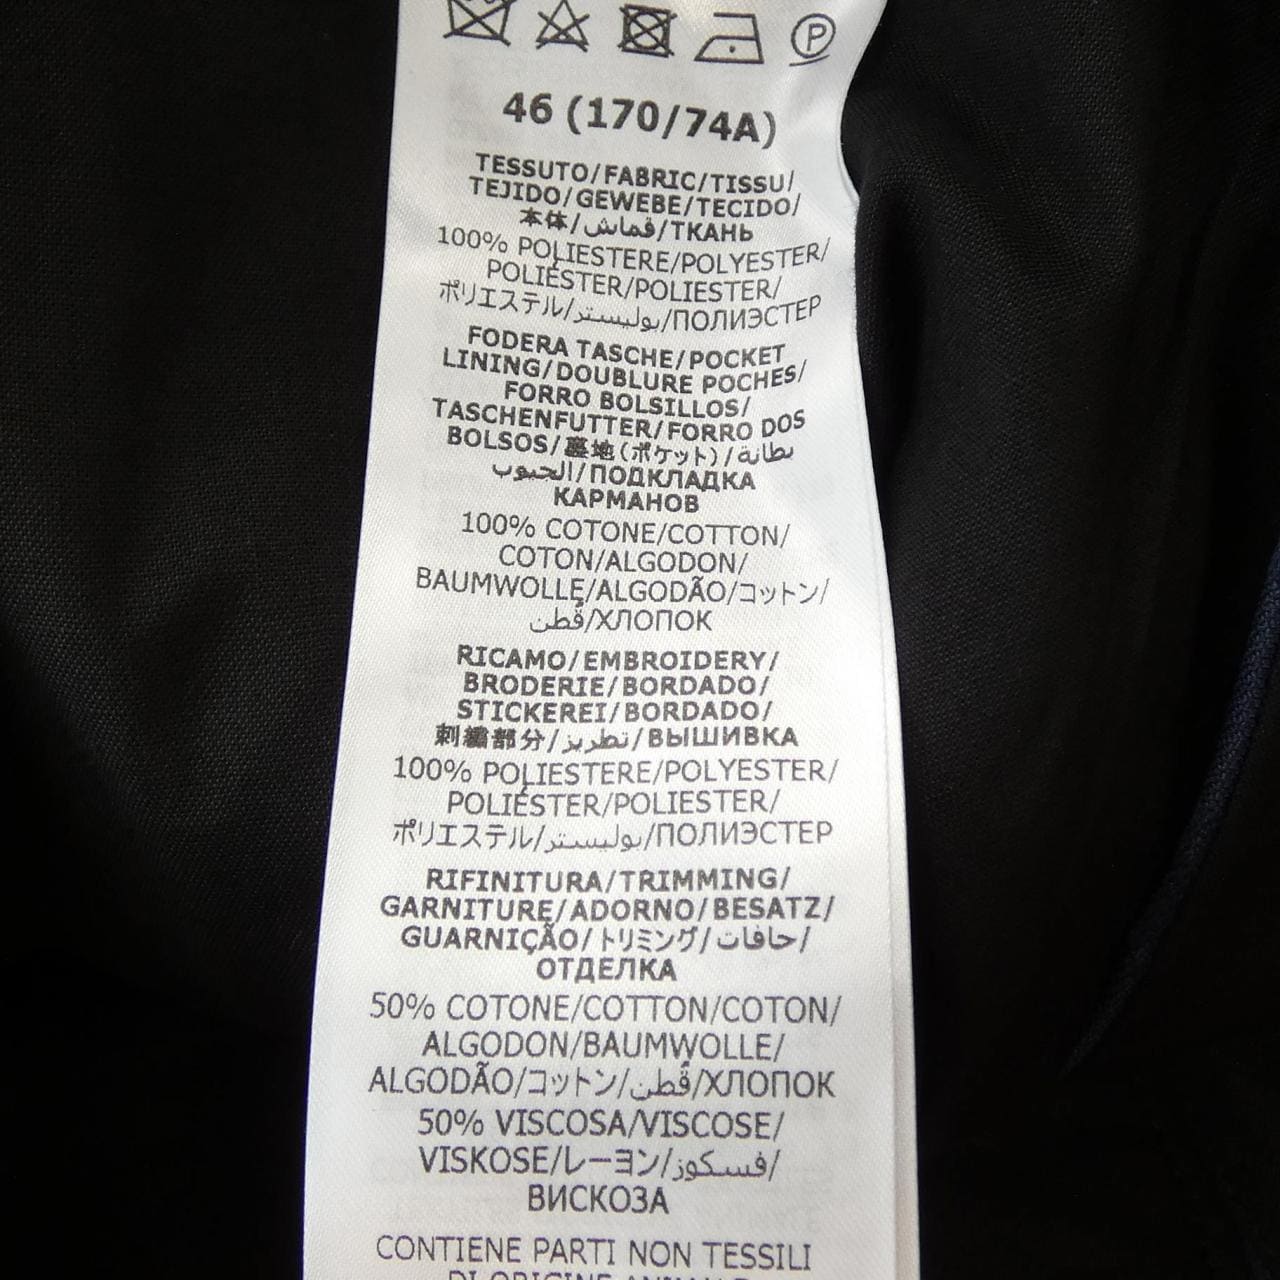 P
46 (170/74A)
TESSUTO/FABRIC/TISSU/
TEJIDO/GEWEBE/TECIDO/
本体/قماش/ТКАНЬ
100% POLIESTERE/POLYESTER/
POLIÉSTER/POLIESTER/
ポリエステル/بوليستر/ПОЛИЭСТЕР
FODERA TASCHE/POCKET
LINING/DOUBLURE POCHES/
FORRO BOLSILLOS/
TASCHENFUTTER/FORRO DOS
BOLSOS/裏地(ポケット)/بطانة
الجيوب/ПОДКЛАДКА
КАРМАНОВ
100% COTONE/COTTON/
COTON/ALGODON/
BAUMWOLLE/ALGODÃO/コットン/
قُطن/ХЛОПОК
RICAMO/EMBROIDERY/
BRODERIE/BORDADO/
STICKEREI/BORDADO/
刺繍部分/تطريز/ВЫШИВКА
100% POLIESTERE/POLYESTER/
POLIÉSTER/POLIESTER/
ポリエステル/بوليستر/ПОЛИЭСТЕР
RIFINITURA/TRIMMING/
GARNITURE/ADORNO/BESATZ/
GUARNIÇÃO/トリミング/حافات/
ОТДЕЛКА
50% COTONE/COTTON/COTON/
ALGODON/BAUMWOLLE/
ALGODÃO/コットン/قُطن/ХЛОПОК
50% VISCOSA/VISCOSE/
VISKOSE/レーヨン/فسكوز/
ВИСКОЗА
CONTIENE PARTI NON TESSILI
DI ORIGINE ANIMALE